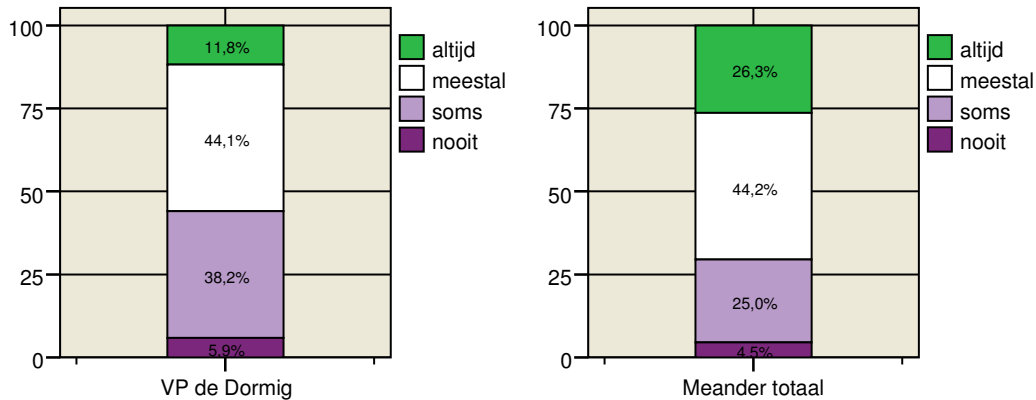 100
75
50
25
0
11,8%
44,1%
38,2%
5,9%
VP de Dormig
altijd
meestal
soms
nooit
100
75
50
25
0
26,3%
44,2%
25,0%
4,5%
Meander totaal
altijd
meestal
soms
nooit